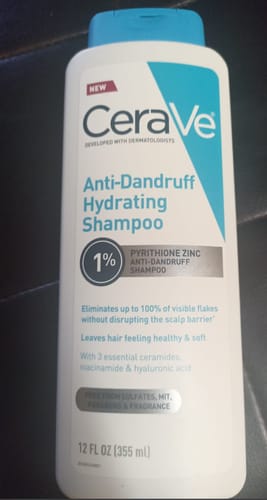 NEW
CeraVe
DEVELOPED WITH DERMATOLOGISTS
Anti-Dandruff
Hydrating
Shampoo
1%
PYRITHIONE ZINC
ANTI-DANDRUFF
SHAMPOO
Eliminates up to 100% of visible flakes
without disrupting the scalp barrier*
Leaves hair feeling healthy & soft
With 3 essential ceramides,
niacinamide & hyaluronic acid
FREE FROM SULFATES, MIT,
PARABENS & FRAGRANCE
12 FL OZ (355 ml)